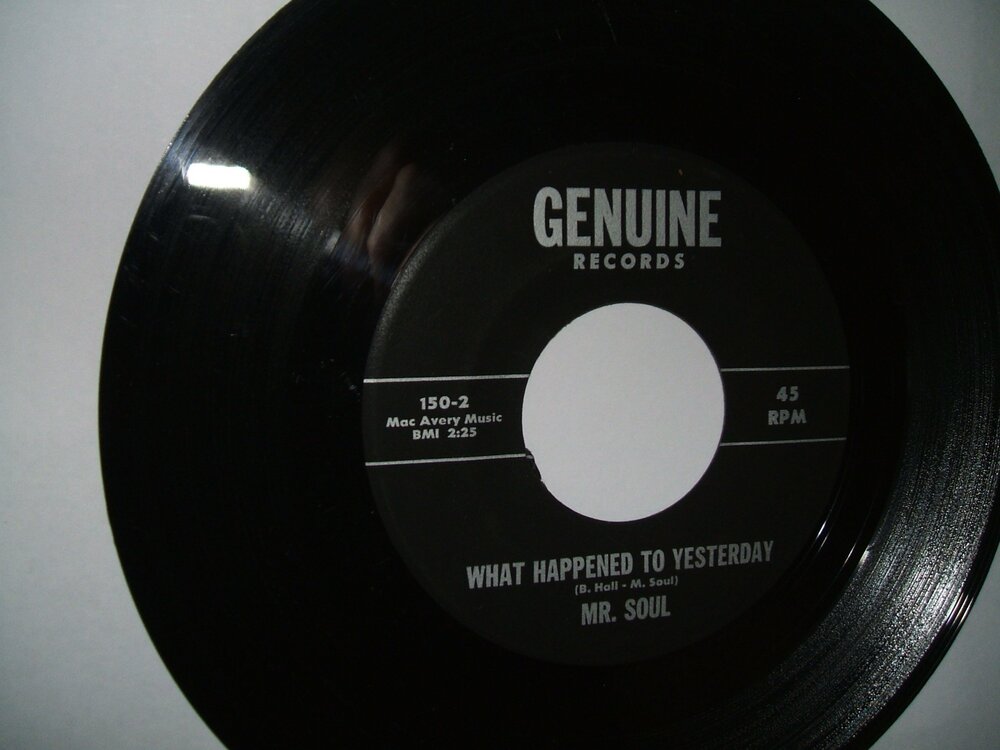 GENUINE
RECORDS
150-2
Mac Avery Music
BMI 2:25
45
RPM
WHAT HAPPENED TO YESTERDAY
(B. Hall - M. Soul)
MR. SOUL